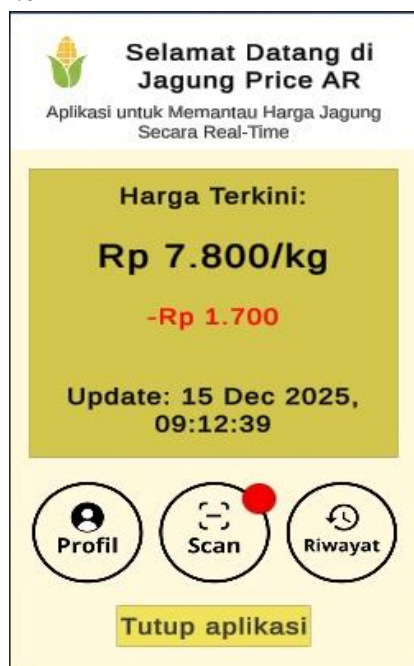 Selamat Datang di
Jagung Price AR
Aplikasi untuk Memantau Harga Jagung
Secara Real-Time
Harga Terkini:
Rp 7.800/kg
-Rp 1.700
Update: 15 Dec 2025,
09:12:39
Profil
Scan
Riwayat
Tutup aplikasi